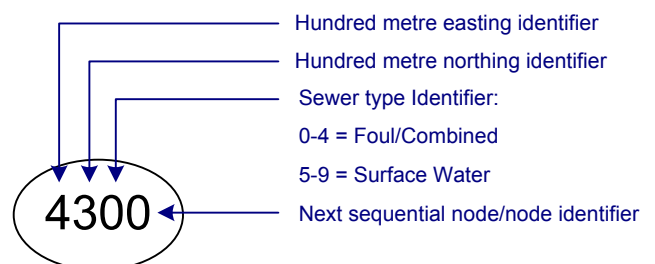 Hundred metre easting identifier
Hundred metre northing identifier
Sewer type Identifier:
0-4 = Foul/Combined
5-9 = Surface Water
4300
Next sequential node/node identifier